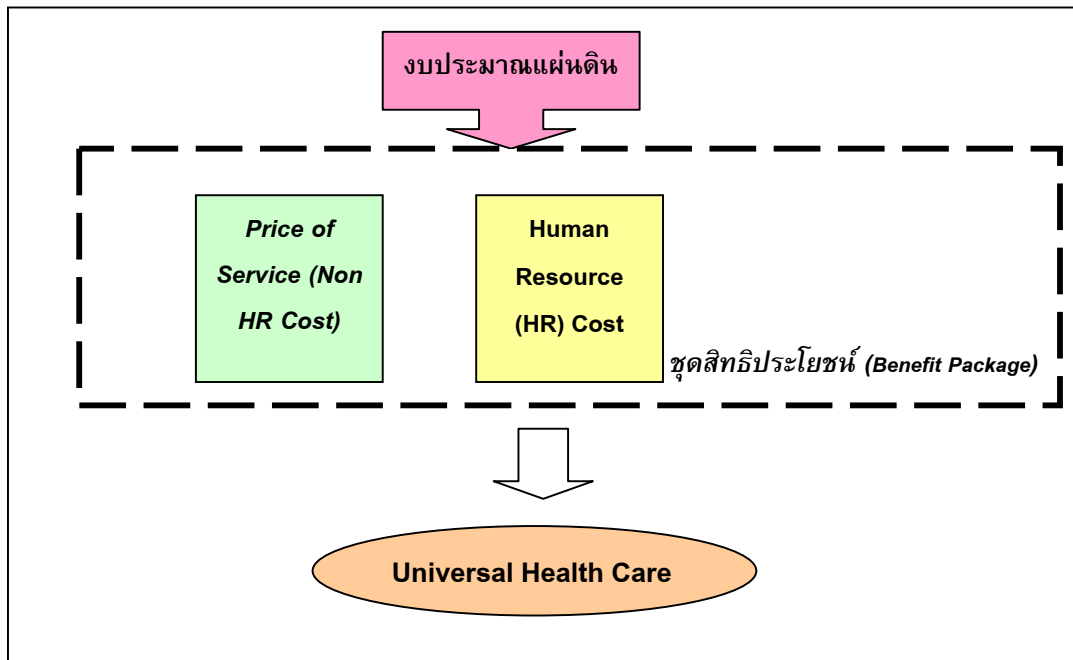 งบประมาณแผ่นดิน
Price of
Service (Non
HR Cost)
Human
Resource
(HR) Cost
ชุดสิทธิประโยชน์ (Benefit Package)
Universal Health Care